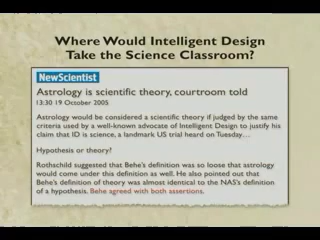 Where Would Intelligent Design
Take the Science Classroom?
NewScientist
Astrology is scientific theory, courtroom told
13:30 19 October 2005
Astrology would be considered a scientific theory if judged by the same
criteria used by a well-known advocate of Intelligent Design to justify his
claim that ID is science, a landmark US trial heard on Tuesday...
Hypothesis or theory?
Rothschild suggested that Behe's definition was so loose that astrology
would come under this definition as well. He also pointed out that
Behe's definition of theory was almost identical to the NAS's definition
of a hypothesis. Behe agreed with both assertions.